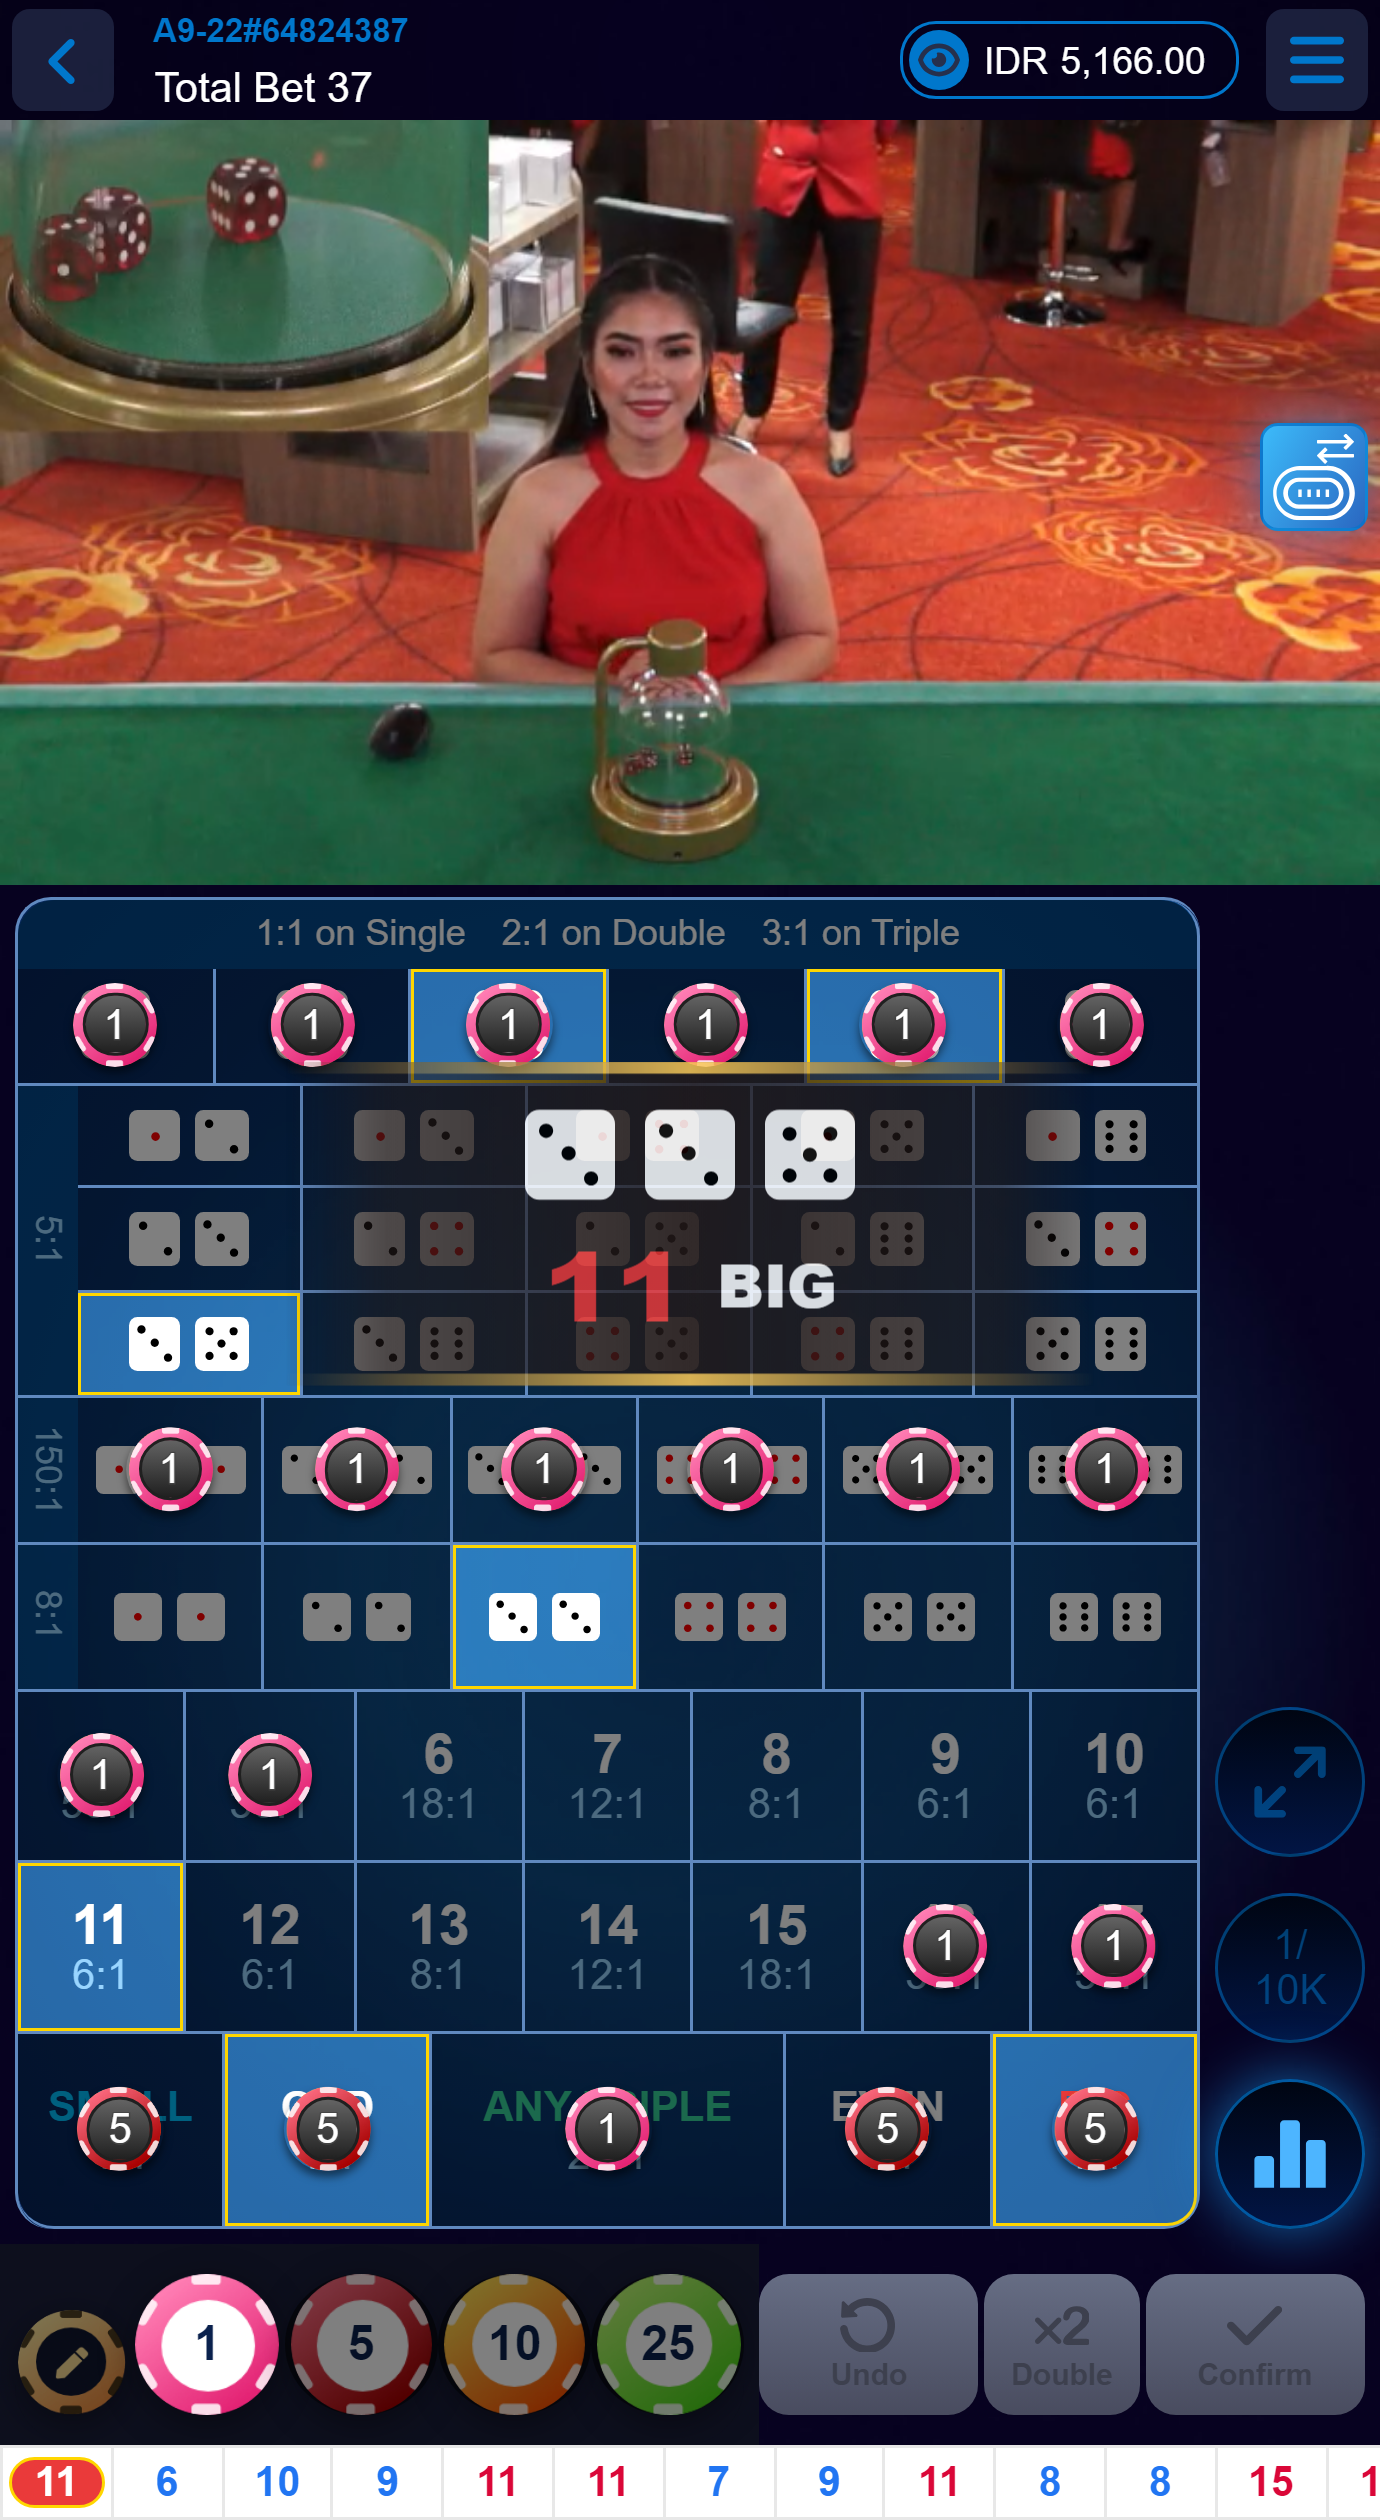 A9-22#64824387
Total Bet 37
IDR 5,166.00
1:1 on Single 2:1 on Double 3:1 on Triple
1 1 1 1 1 1
5:1
11 BIG
150:1
1 1 1 1 1 1
8:1
1 1 6 7 8 9 10
18:1 12:1 8:1 6:1 6:1
11 12 13 14 15 1 1
6:1 6:1 8:1 12:1 18:1
1/
10K
5 5 1 5 5
1 5 10 25
x2
Undo Double Confirm
11 6 10 9 11 11 7 9 11 8 8 15